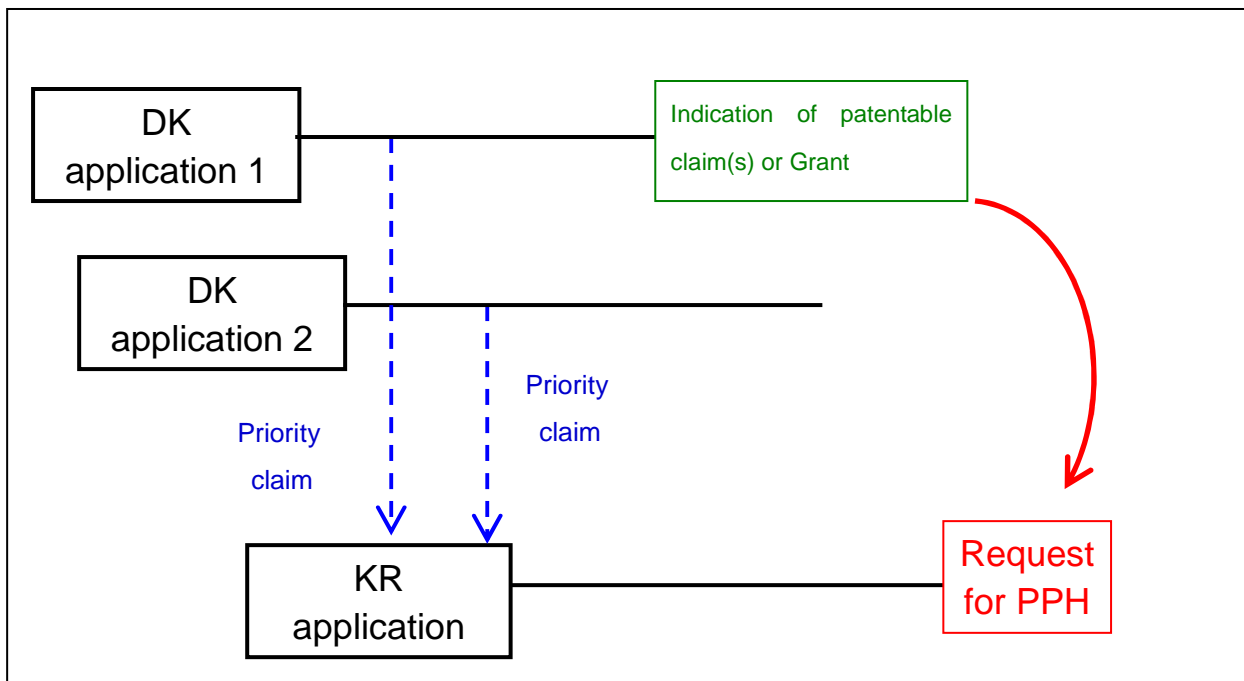 DK
application 1
Indication of patentable
claim(s) or Grant
DK
application 2
Priority
claim
Priority
claim
KR
application
Request
for PPH